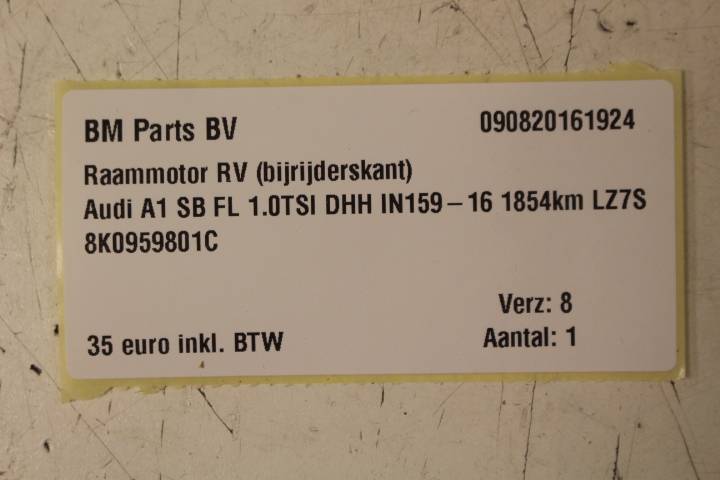 BM Parts BV 090820161924
Raammotor RV (bijrijderskant)
Audi A1 SB FL 1.0TSI DHH IN159-16 1854km LZ7S
8K0959801C
Verz: 8
35 euro inkl. BTW Aantal: 1